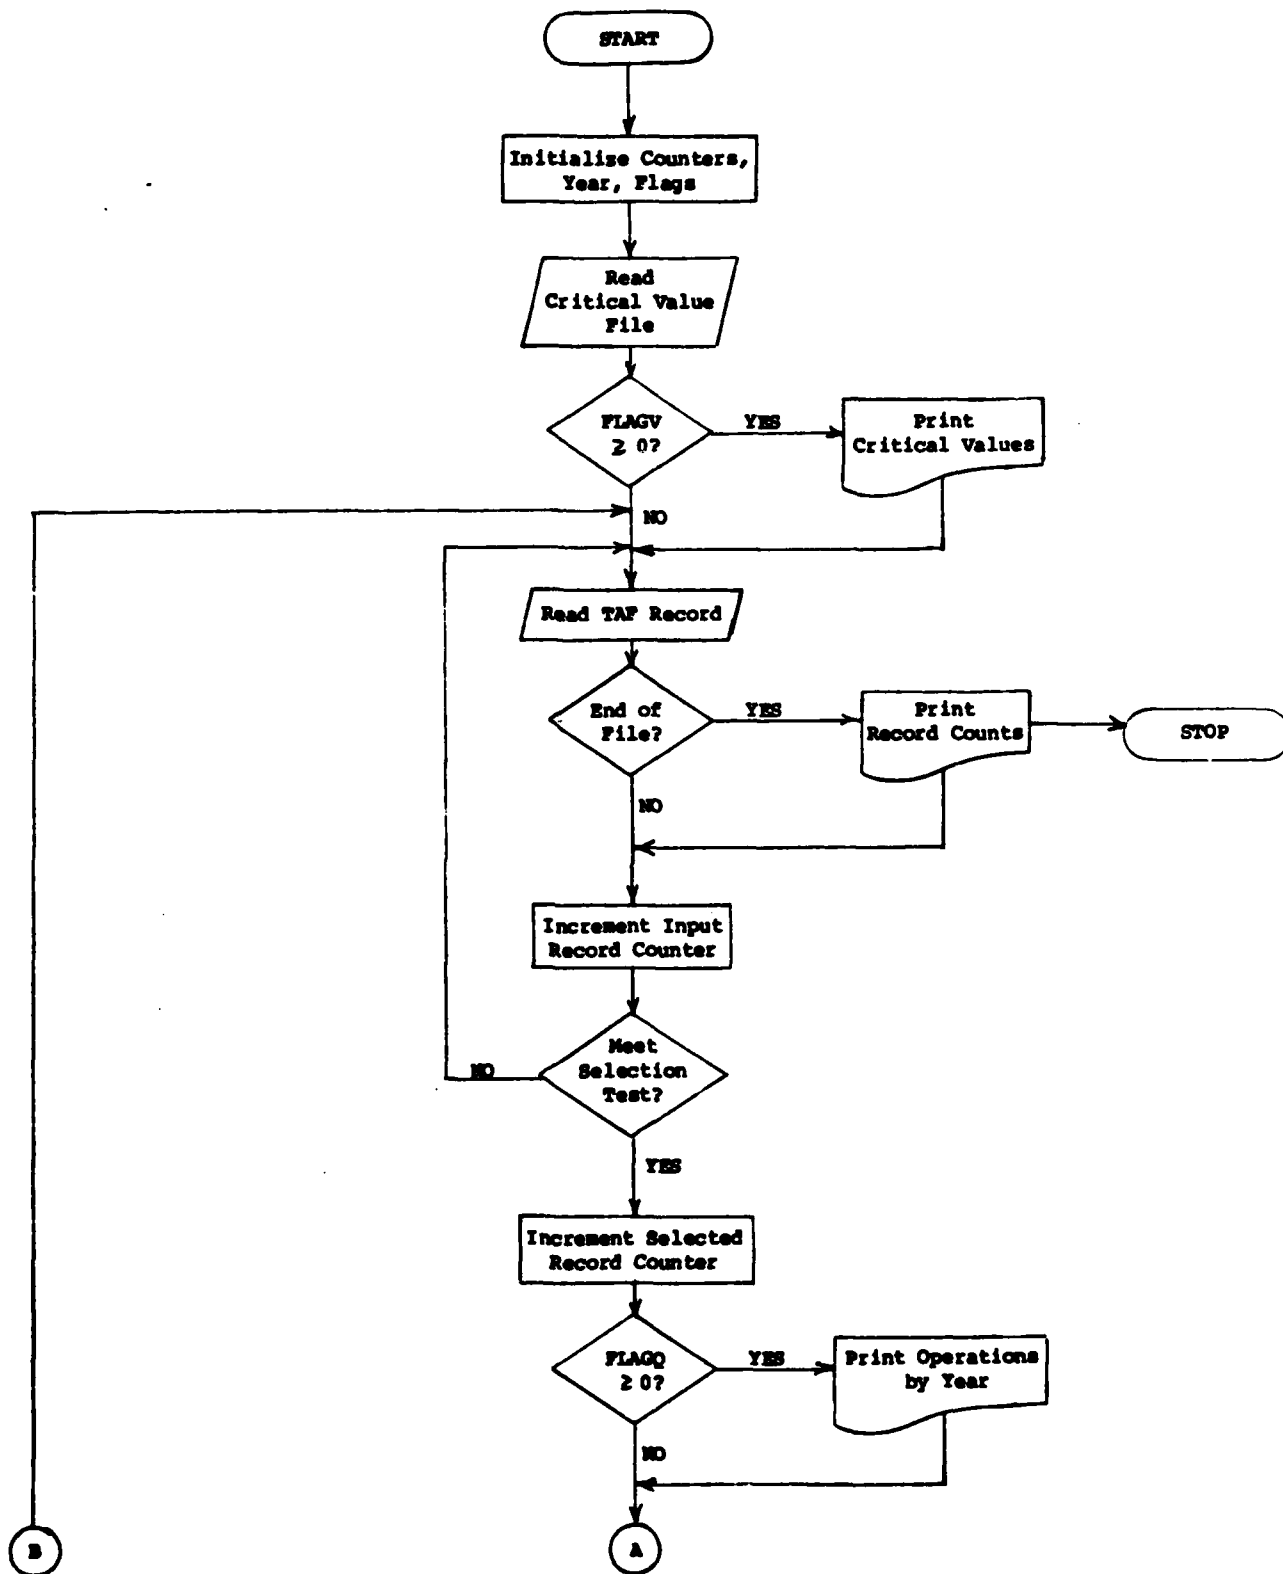 START
Initialize Counters,
Year, Flags
Read
Critical Value
File
FLAGV
≥ 0?
YES
Print
Critical Values
NO
Read TAF Record
End of
File?
YES
Print
Record Counts
STOP
NO
Increment Input
Record Counter
Meet
Selection
Test?
NO
YES
Increment Selected
Record Counter
FLAGQ
≥ 0?
YES
Print Operations
by Year
NO
B
A